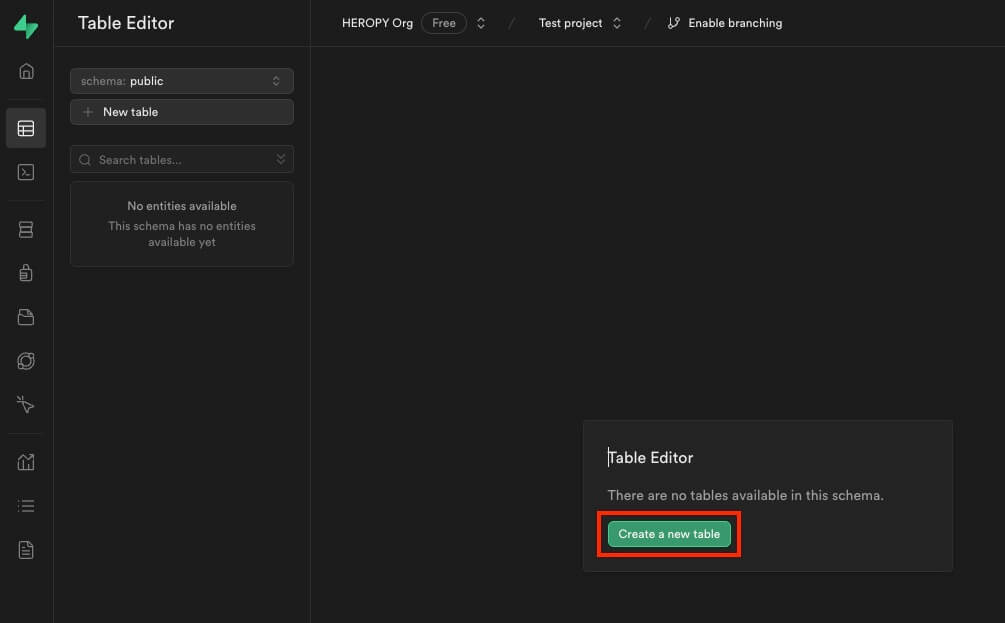 Table Editor
HEROPY Org Free / Test project / Enable branching
schema: public
+ New table
Search tables...
No entities available
This schema has no entities
available yet
Table Editor
There are no tables available in this schema.
Create a new table